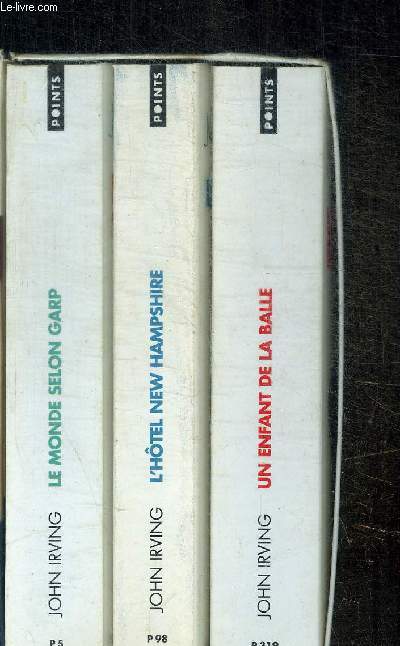 Le-livre.com
POINTS
JOHN IRVING LE MONDE SELON GARP
P5
POINTS
JOHN IRVING L'HÔTEL NEW HAMPSHIRE
P98
POINTS
JOHN IRVING UN ENFANT DE LA BALLE
P319